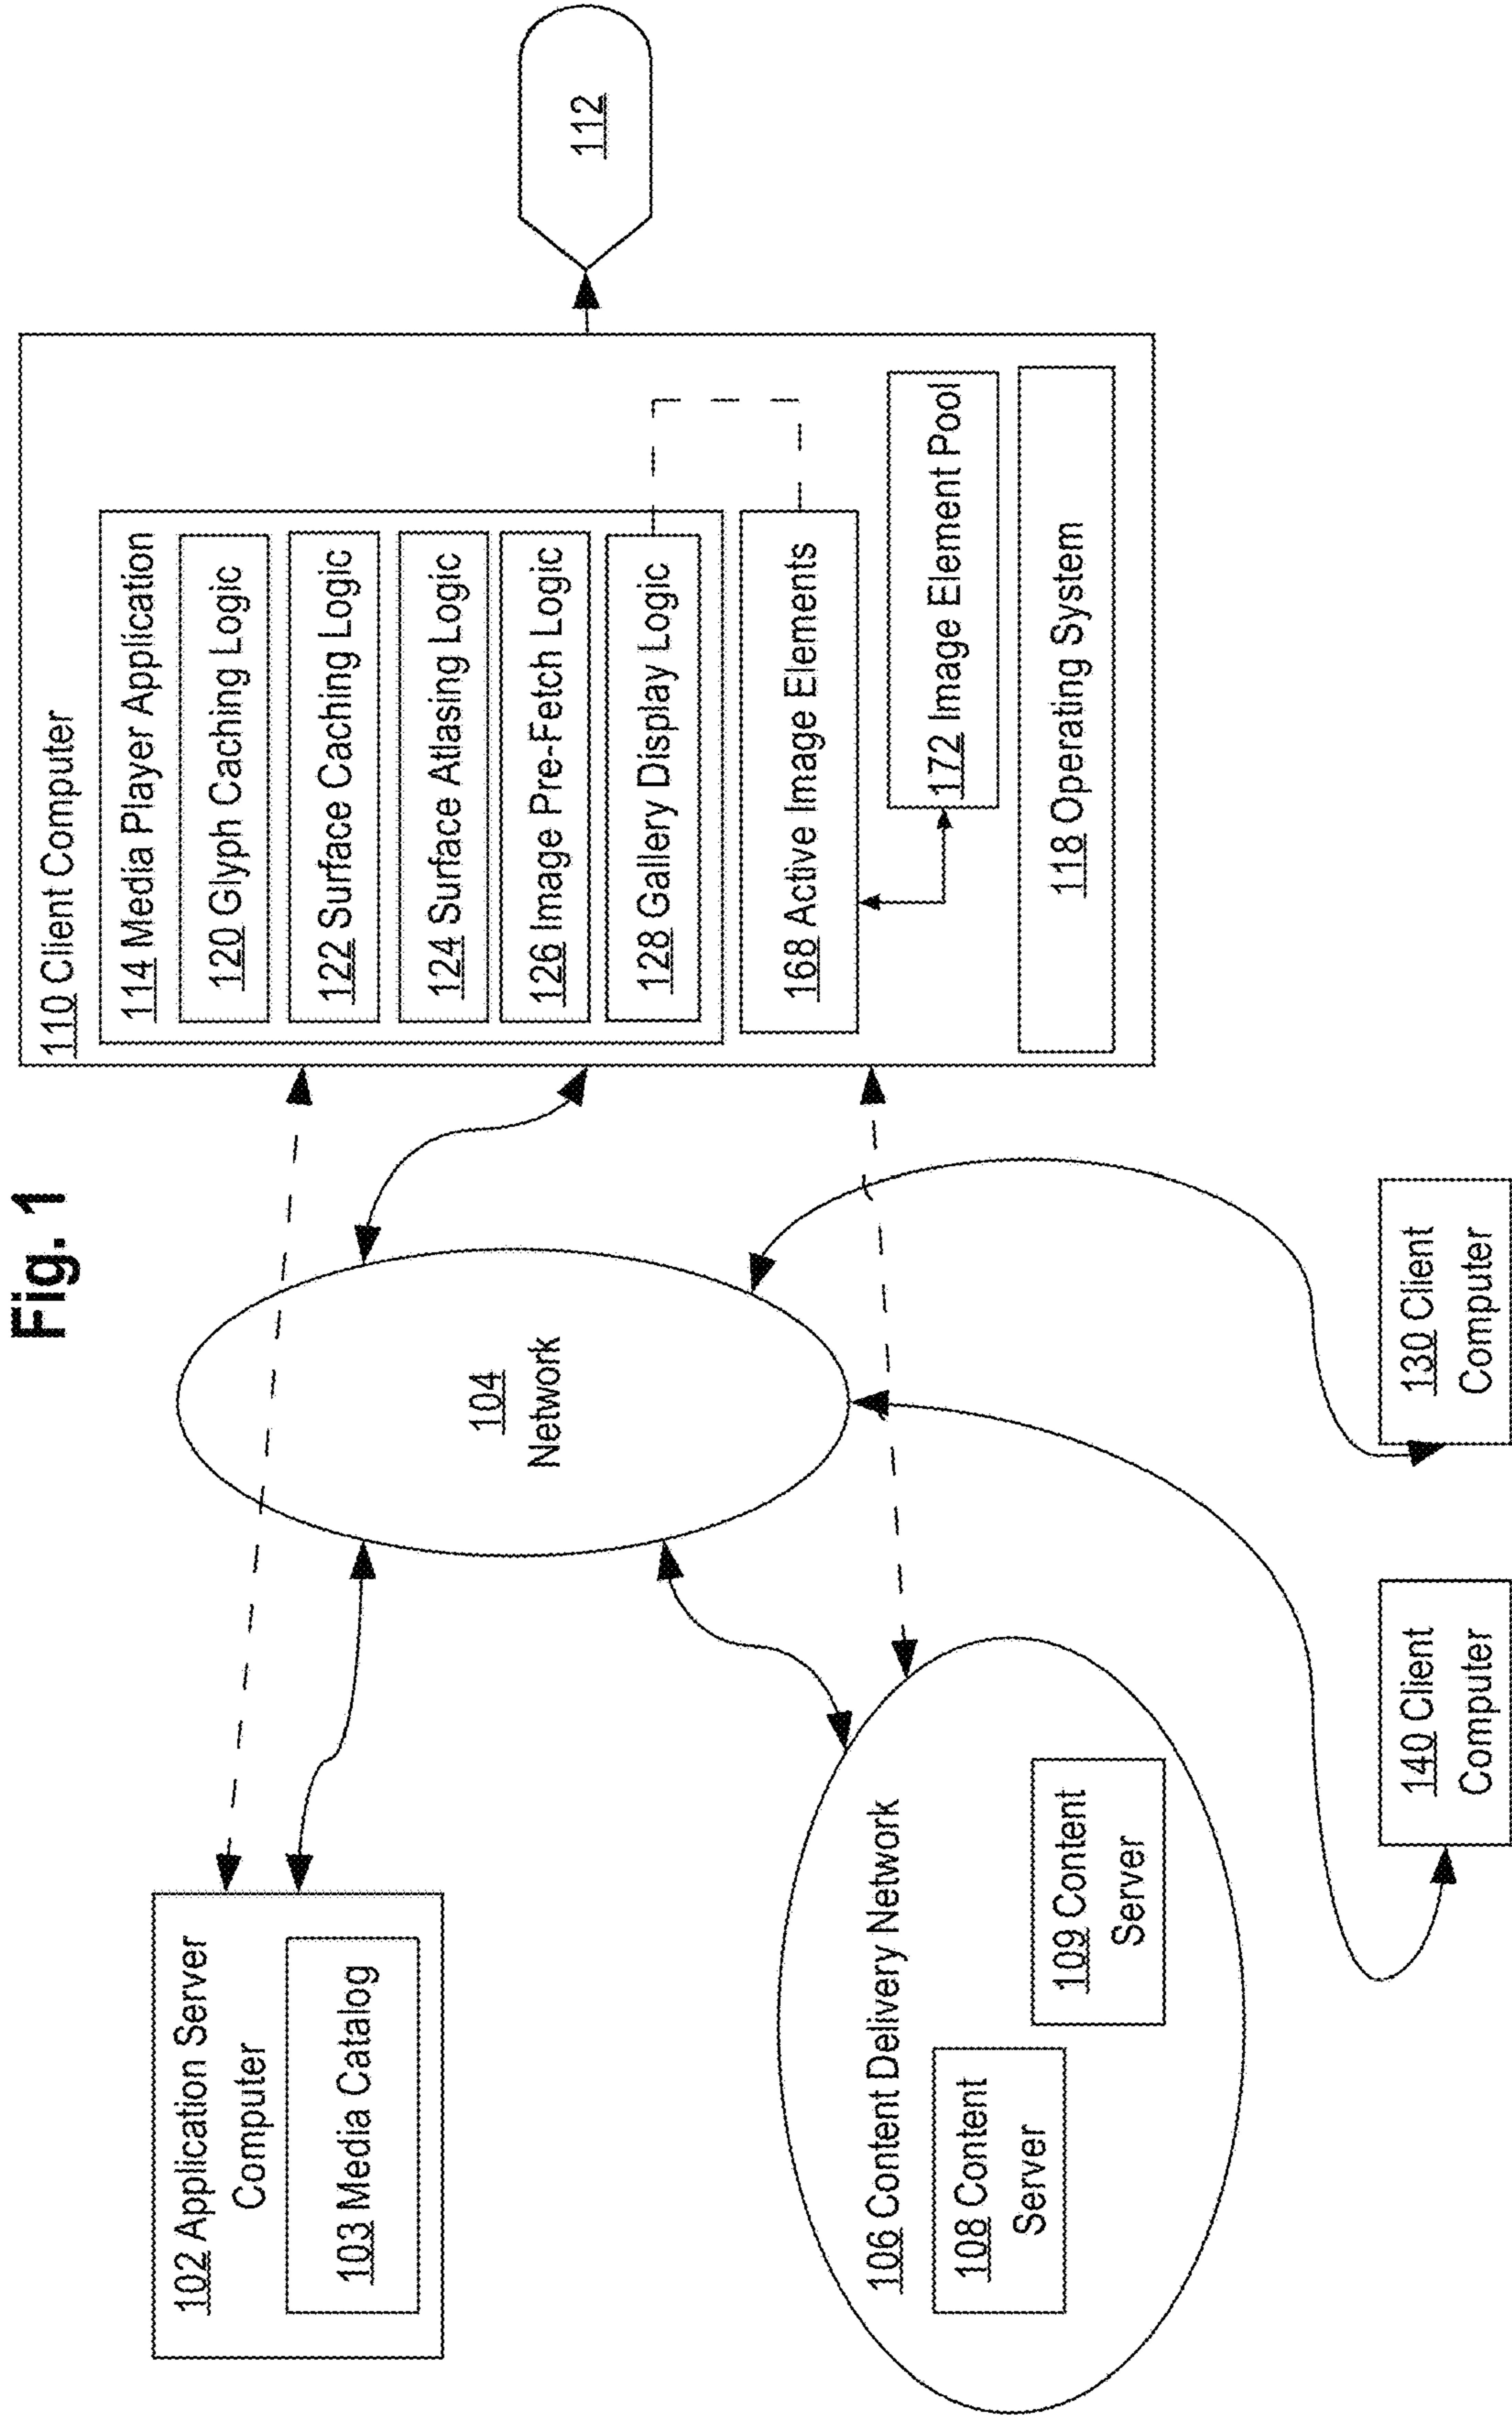 Fig. 1
102 Application Server
Computer
103 Media Catalog
104
Network
106 Content Delivery Network
108 Content
Server
109 Content
Server
110 Client Computer
114 Media Player Application
120 Glyph Caching Logic
122 Surface Caching Logic
124 Surface Atlasing Logic
126 Image Pre-Fetch Logic
128 Gallery Display Logic
168 Active Image Elements
172 Image Element Pool
118 Operating System
112
140 Client
Computer
130 Client
Computer